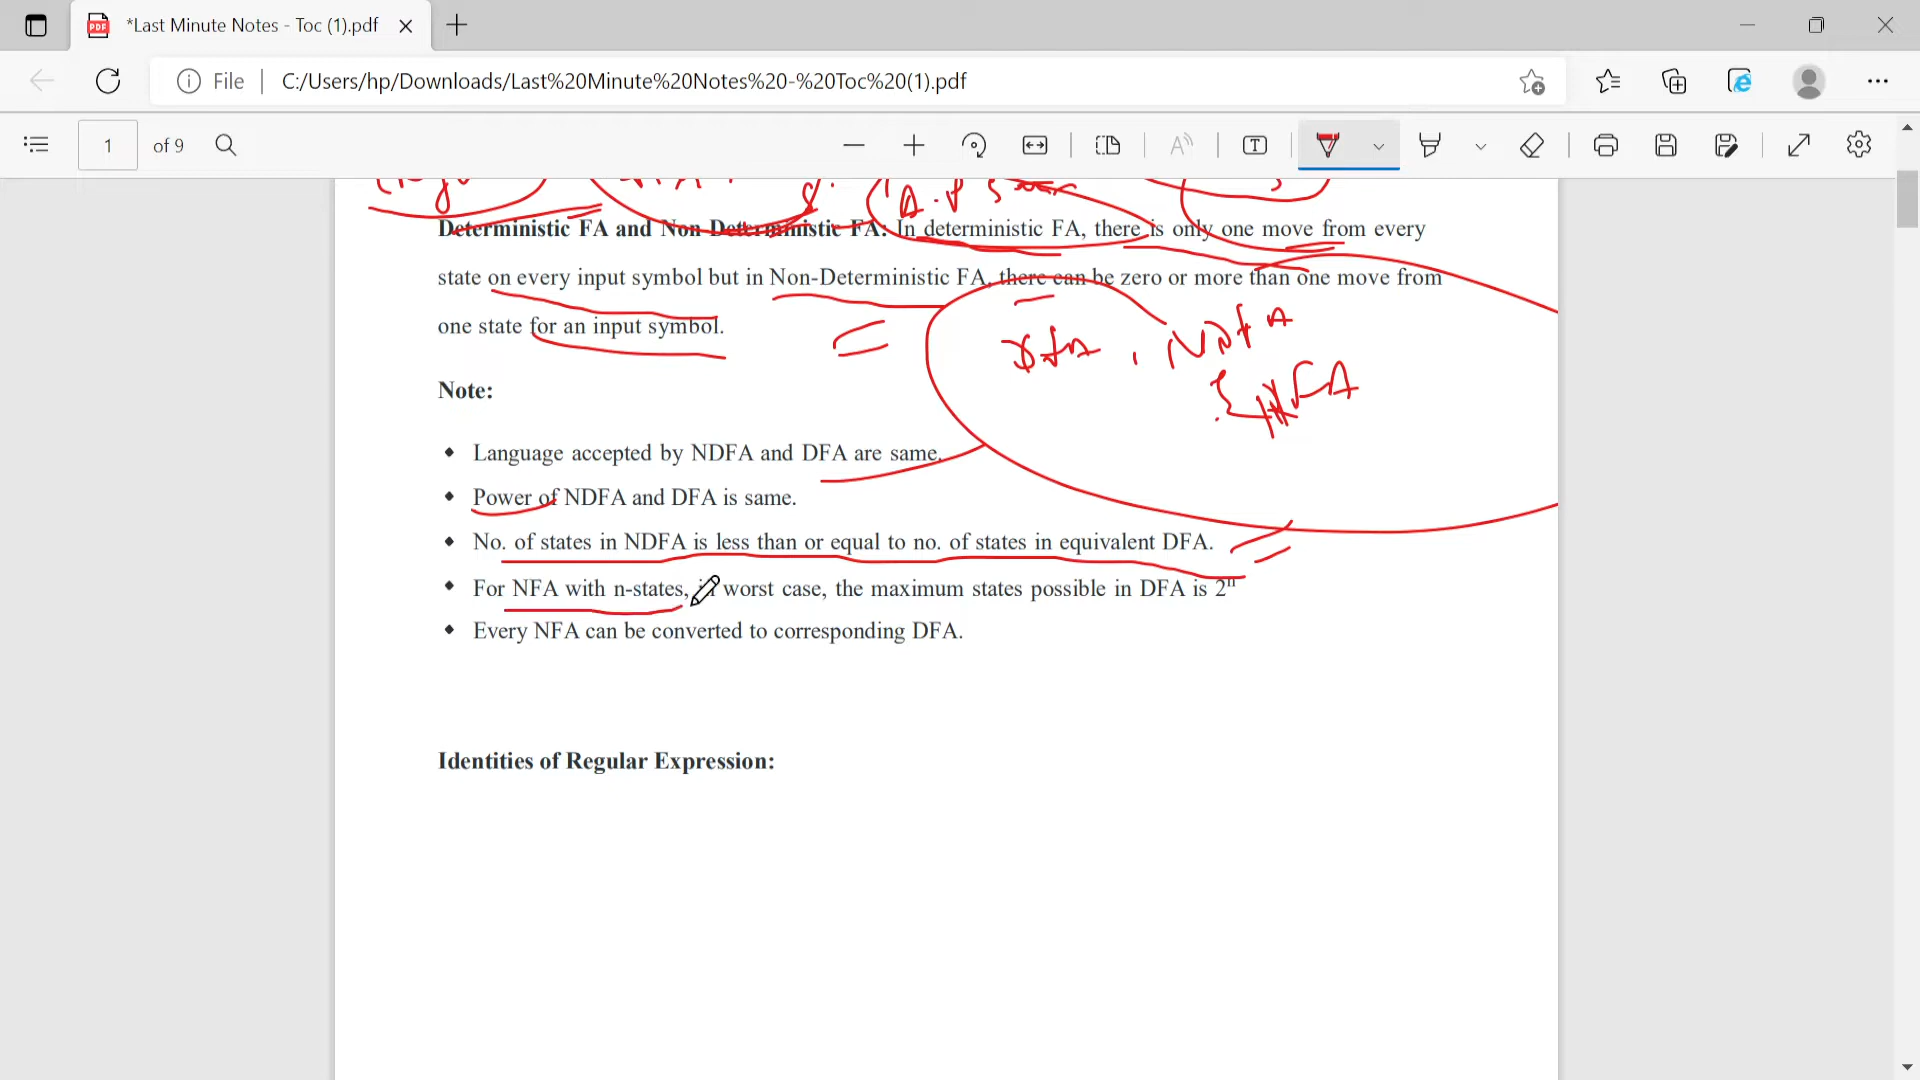 *Last Minute Notes - Toc (1).pdf
File
C:/Users/hp/Downloads/Last%20Minute%20Notes%20-%20Toc%20(1).pdf
1 of 9
Deterministic FA and Non Deterministic FA: In deterministic FA, there is only one move from every
state on every input symbol but in Non-Deterministic FA, there can be zero or more than one move from
one state for an input symbol.
DFA , NDFA
NFA
Note:
• Language accepted by NDFA and DFA are same.
• Power of NDFA and DFA is same.
• No. of states in NDFA is less than or equal to no. of states in equivalent DFA.
• For NFA with n-states, in worst case, the maximum states possible in DFA is 2ⁿ
• Every NFA can be converted to corresponding DFA.
Identities of Regular Expression: